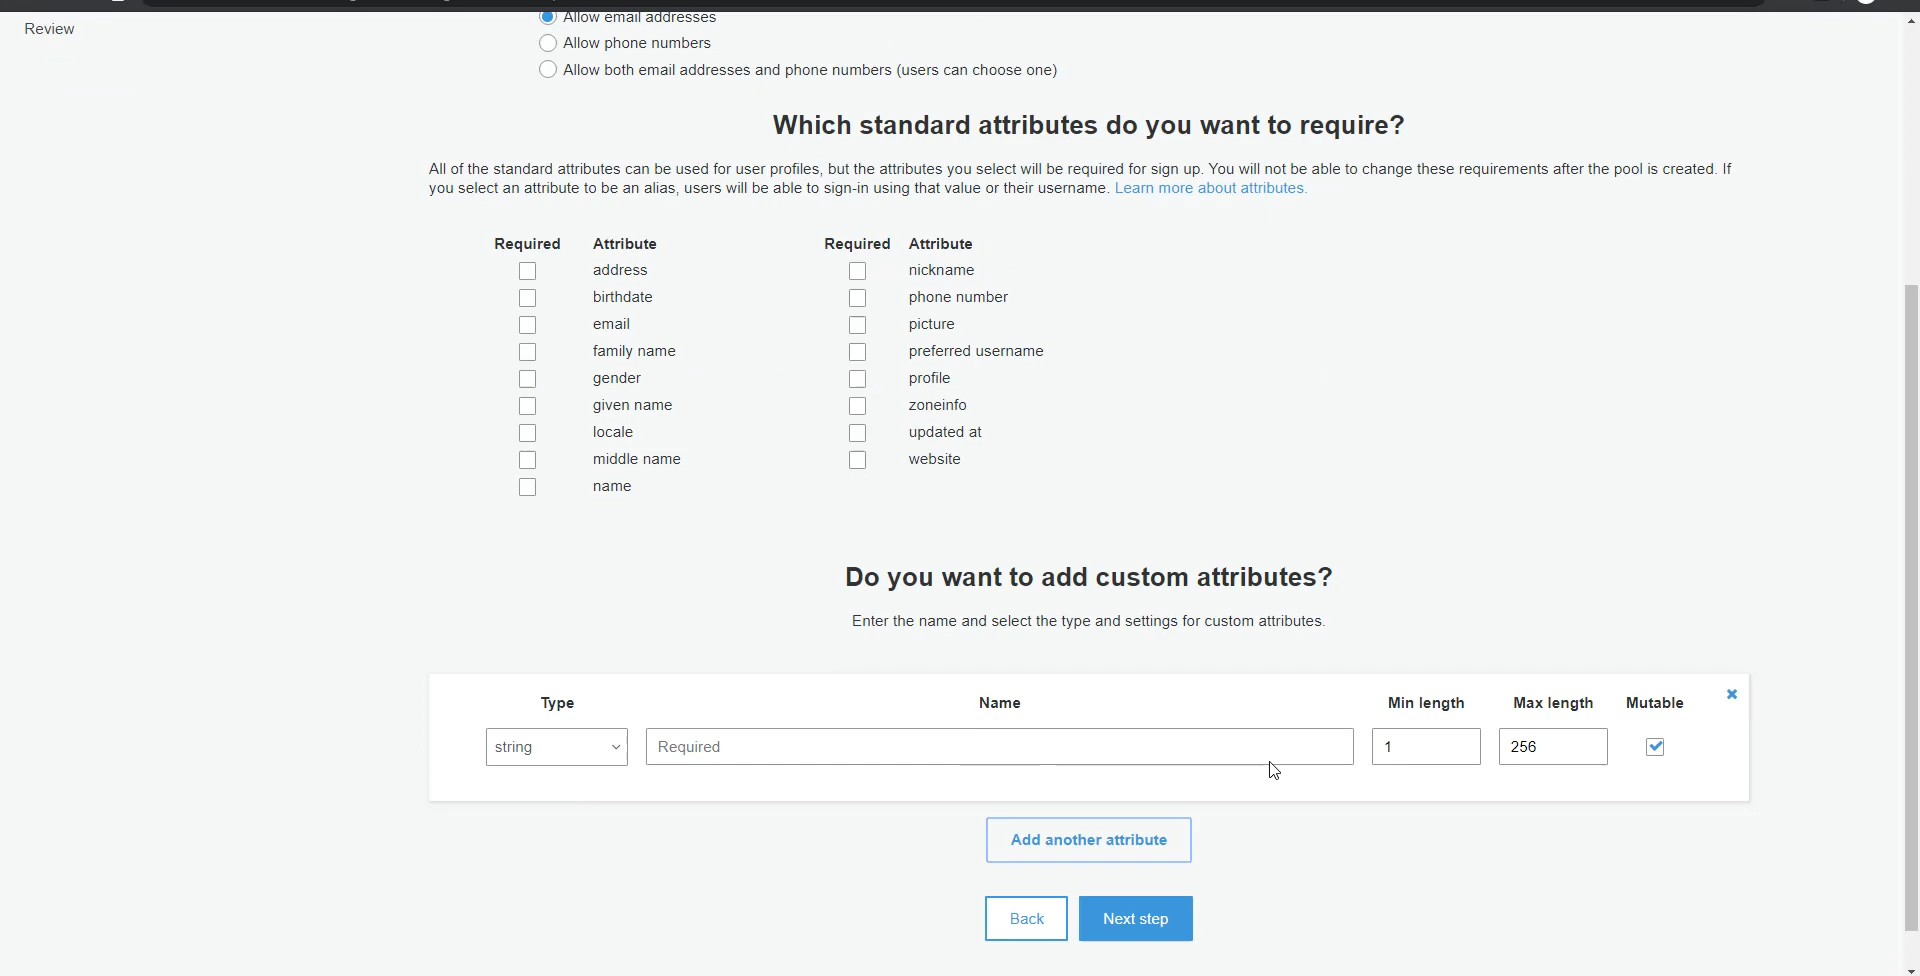 Review
Allow email addresses
Allow phone numbers
Allow both email addresses and phone numbers (users can choose one)
Which standard attributes do you want to require?
All of the standard attributes can be used for user profiles, but the attributes you select will be required for sign up. You will not be able to change these requirements after the pool is created. If
you select an attribute to be an alias, users will be able to sign-in using that value or their username. Learn more about attributes.
Required Attribute
address
birthdate
email
family name
gender
given name
locale
middle name
name
Required Attribute
nickname
phone number
picture
preferred username
profile
zoneinfo
updated at
website
Do you want to add custom attributes?
Enter the name and select the type and settings for custom attributes.
Type Name Min length Max length Mutable
string Required 1 256
Add another attribute
Back Next step